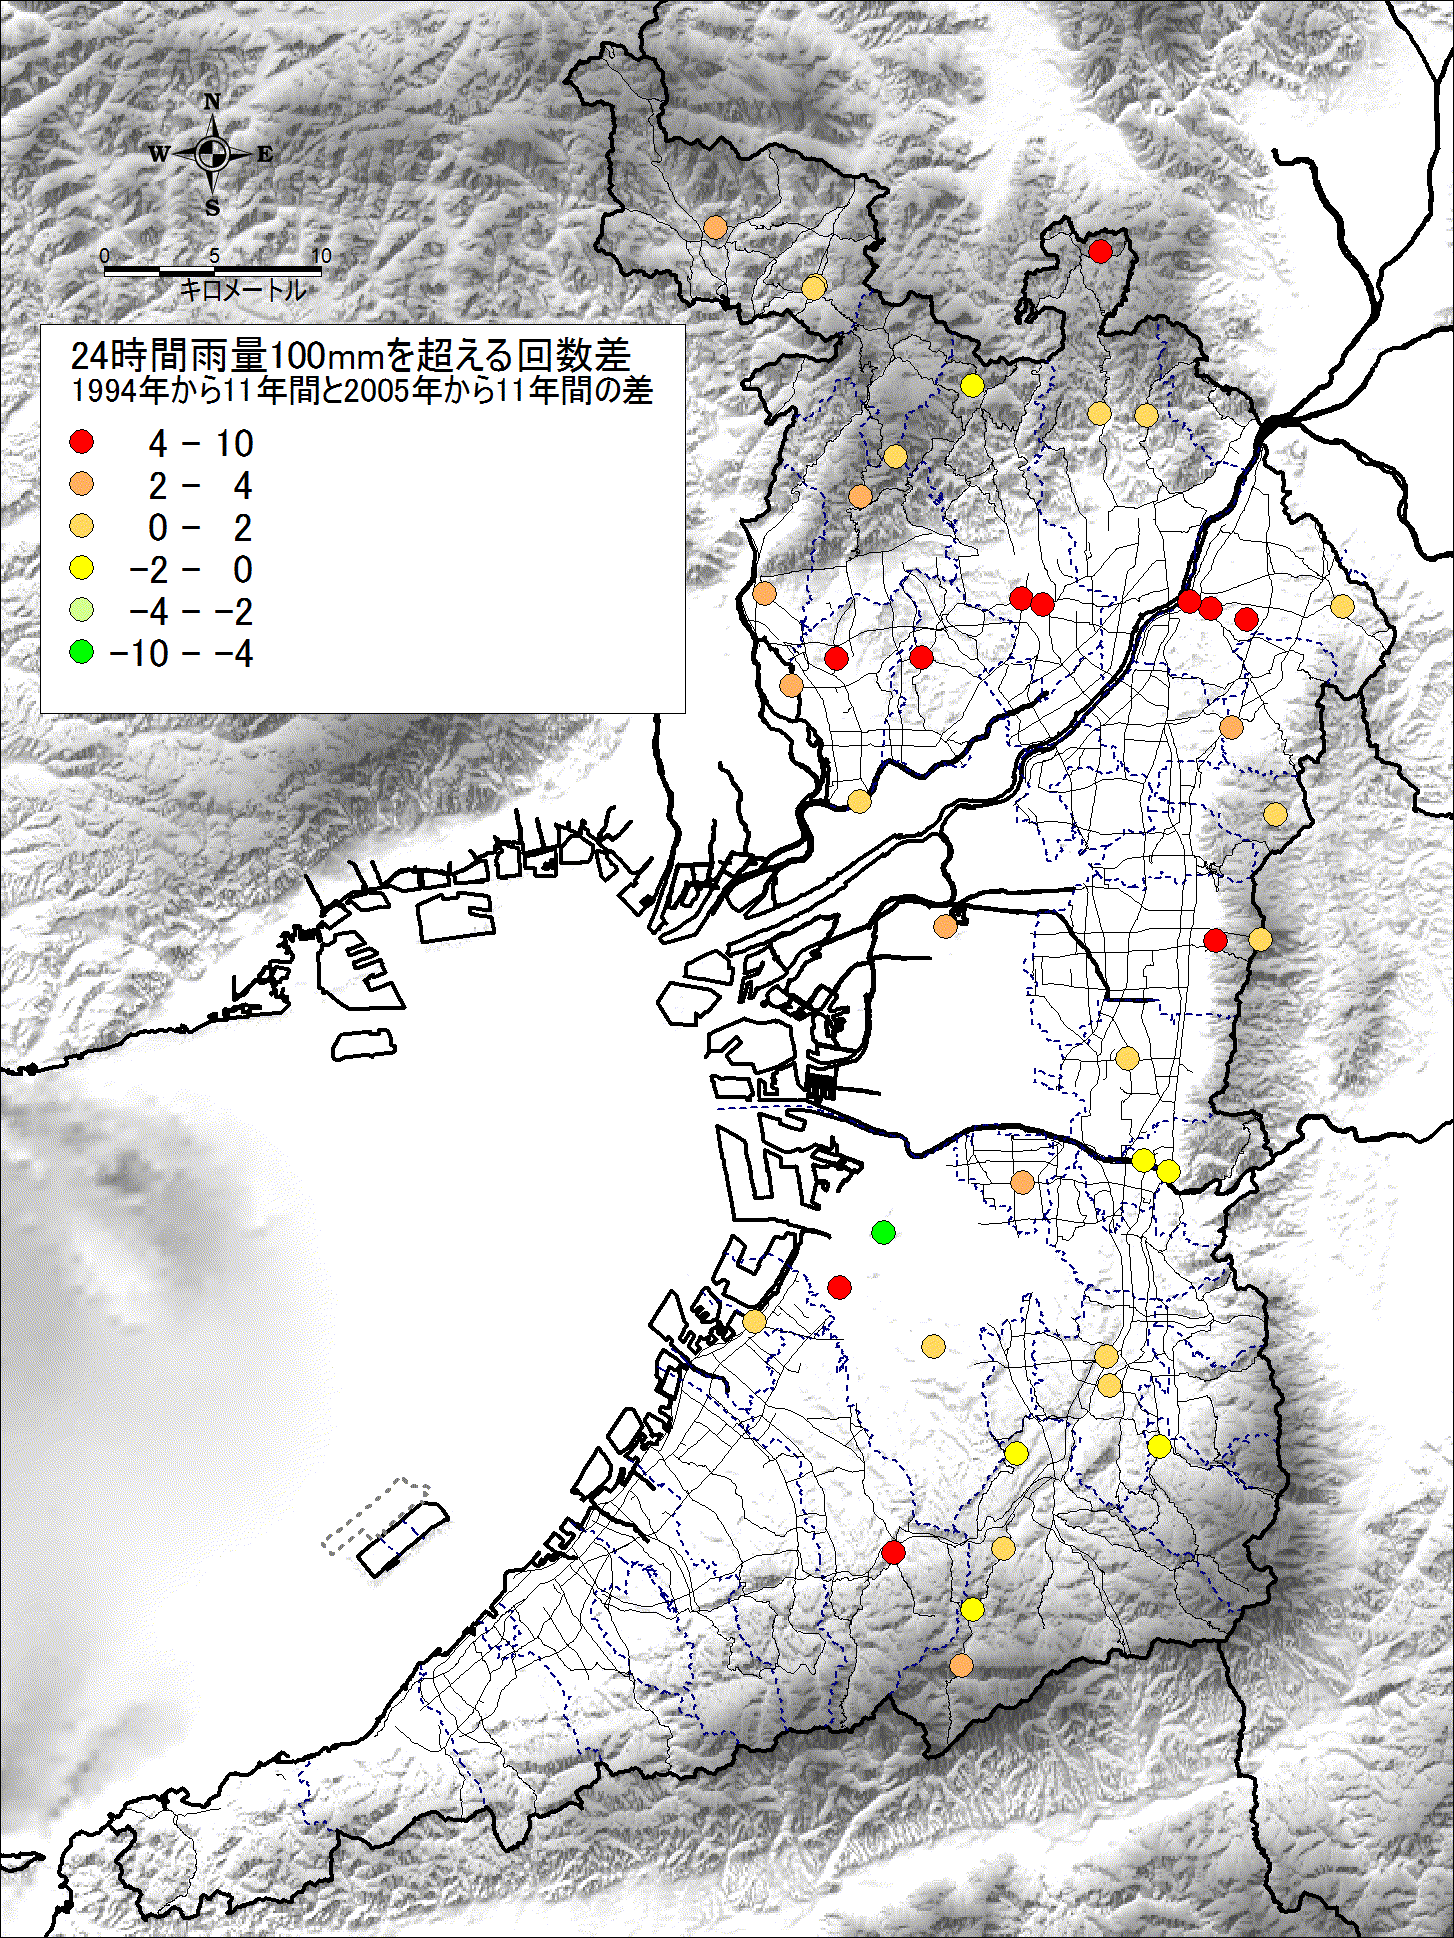 N
W E
S
0 5 10
キロメートル
24時間雨量100mmを超える回数差
1994年から11年間と2005年から11年間の差
4 - 10
2 - 4
0 - 2
-2 - 0
-4 - -2
-10 - -4